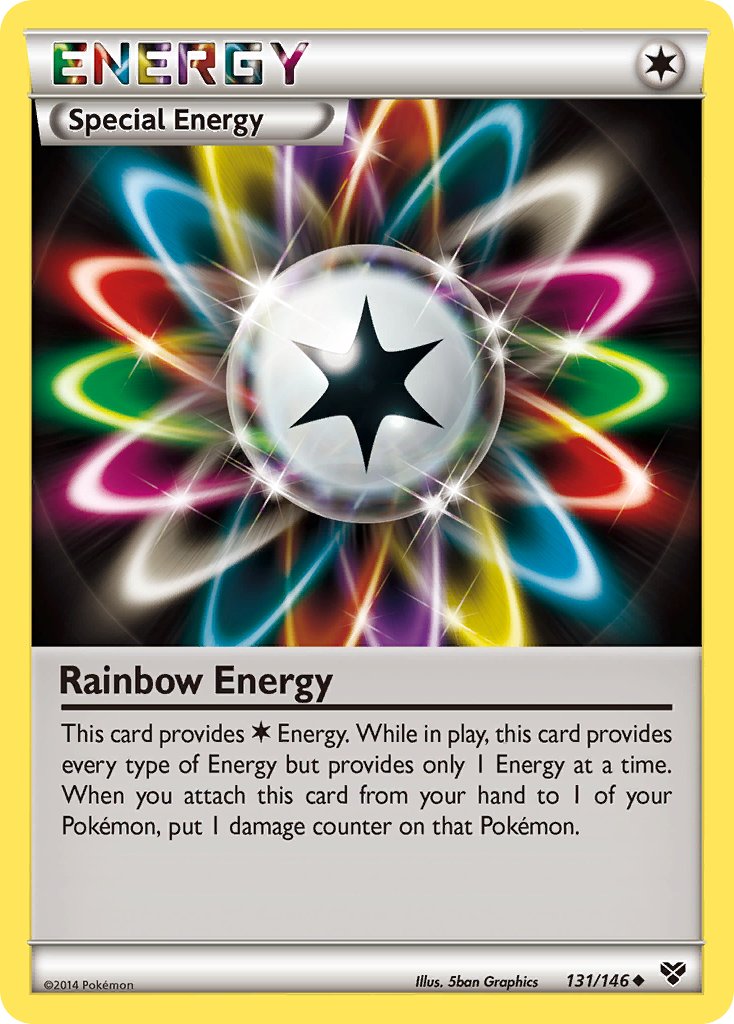 ENERGY
Special Energy
Rainbow Energy
This card provides ✶ Energy. While in play, this card provides
every type of Energy but provides only 1 Energy at a time.
When you attach this card from your hand to 1 of your
Pokémon, put 1 damage counter on that Pokémon.
©2014 Pokémon
Illus. 5ban Graphics
131/146 ◆